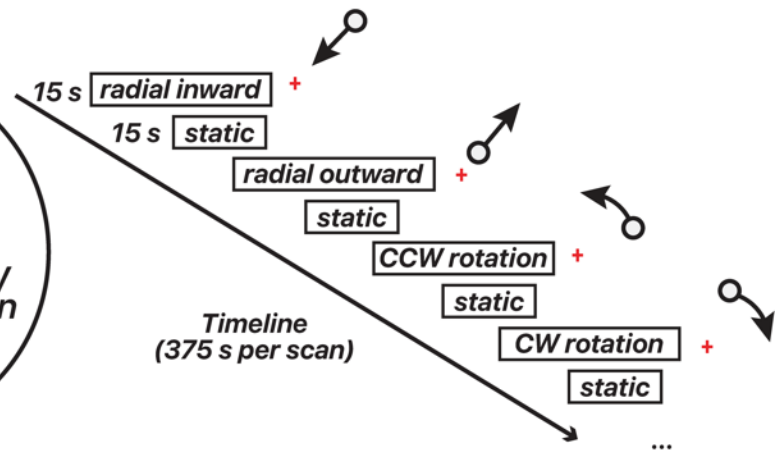 15 s radial inward +
15 s static
radial outward +
static
CCW rotation +
static
CW rotation +
static
Timeline
(375 s per scan)
...